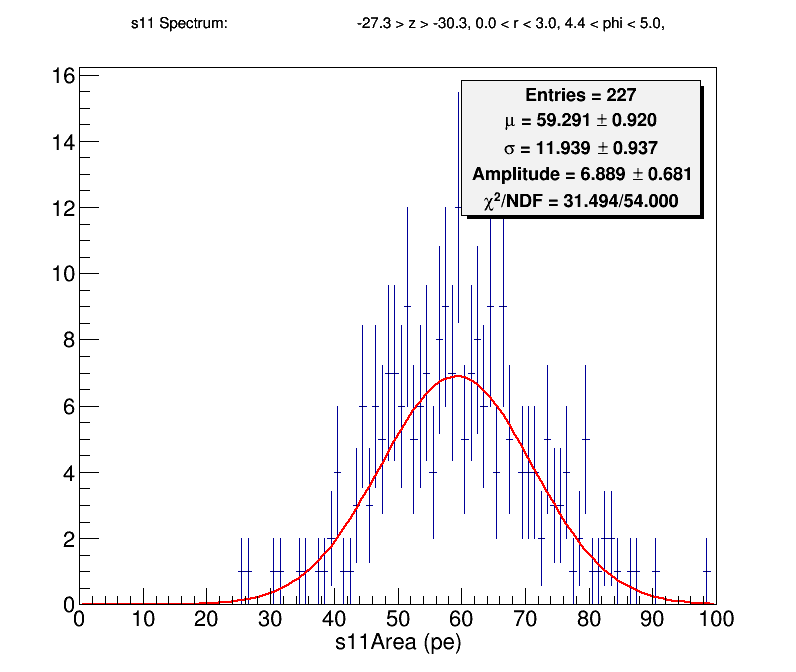 s11 Spectrum: -27.3 > z > -30.3, 0.0 < r < 3.0, 4.4 < phi < 5.0,
Entries = 227
μ = 59.291 ± 0.920
σ = 11.939 ± 0.937
Amplitude = 6.889 ± 0.681
χ²/NDF = 31.494/54.000
16
14
12
10
8
6
4
2
0
0 10 20 30 40 50 60 70 80 90 100
s11Area (pe)